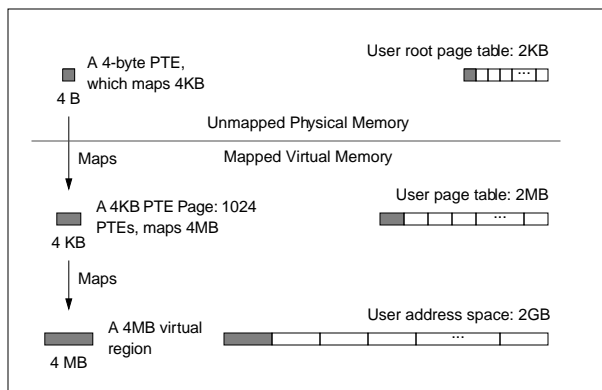 A 4-byte PTE,
which maps 4KB
4 B
User root page table: 2KB
...
Unmapped Physical Memory
Mapped Virtual Memory
Maps
A 4KB PTE Page: 1024
PTEs, maps 4MB
4 KB
User page table: 2MB
...
Maps
A 4MB virtual
region
4 MB
User address space: 2GB
...